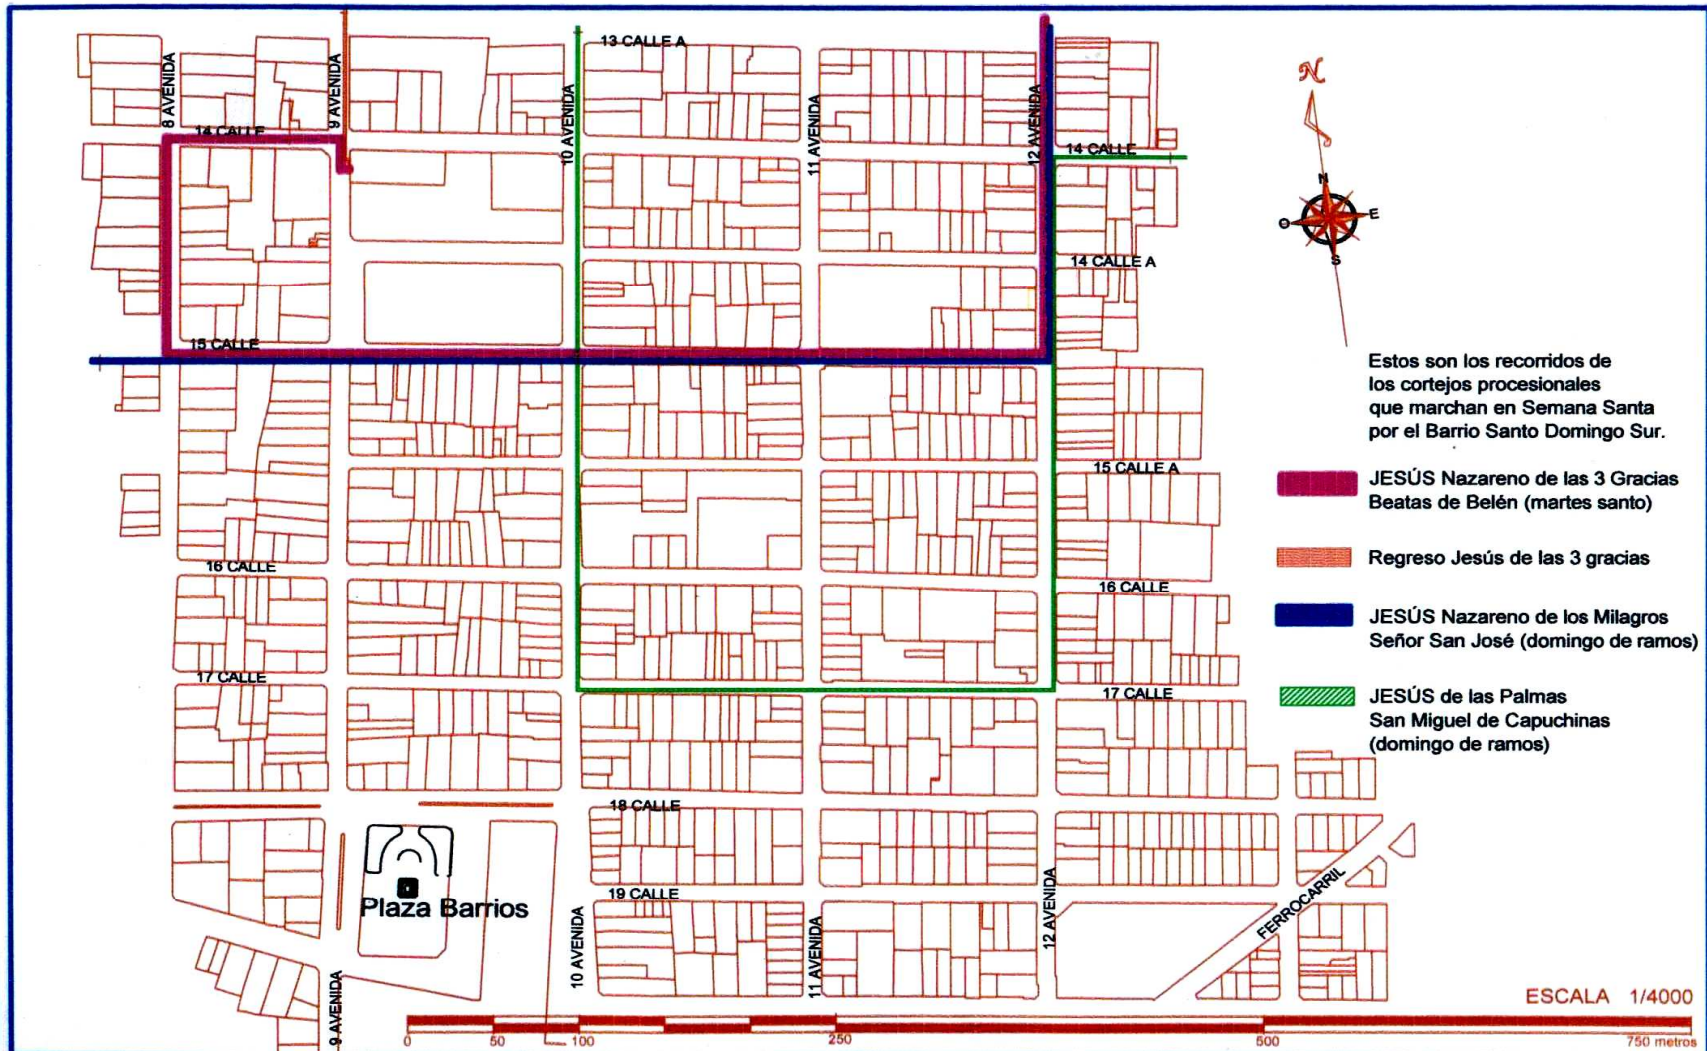 13 CALLE A
8 AVENIDA
9 AVENIDA
10 AVENIDA
11 AVENIDA
12 AVENIDA
14 CALLE
14 CALLE
14 CALLE A
15 CALLE
15 CALLE A
16 CALLE
16 CALLE
17 CALLE
17 CALLE
18 CALLE
19 CALLE
Plaza Barrios
9 AVENIDA
10 AVENIDA
11 AVENIDA
12 AVENIDA
FERROCARRIL
N
N
O
E
S
Estos son los recorridos de
los cortejos procesionales
que marchan en Semana Santa
por el Barrio Santo Domingo Sur.
JESÚS Nazareno de las 3 Gracias
Beatas de Belén (martes santo)
Regreso Jesús de las 3 gracias
JESÚS Nazareno de los Milagros
Señor San José (domingo de ramos)
JESÚS de las Palmas
San Miguel de Capuchinas
(domingo de ramos)
ESCALA 1/4000
0 50 100 250 500 750 metros